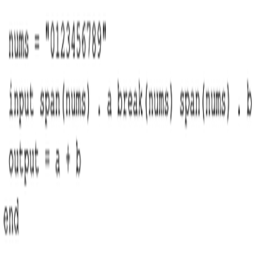 nums = "0123456789"
input span(nums) . a break(nums) span(nums) . b
output = a + b
end